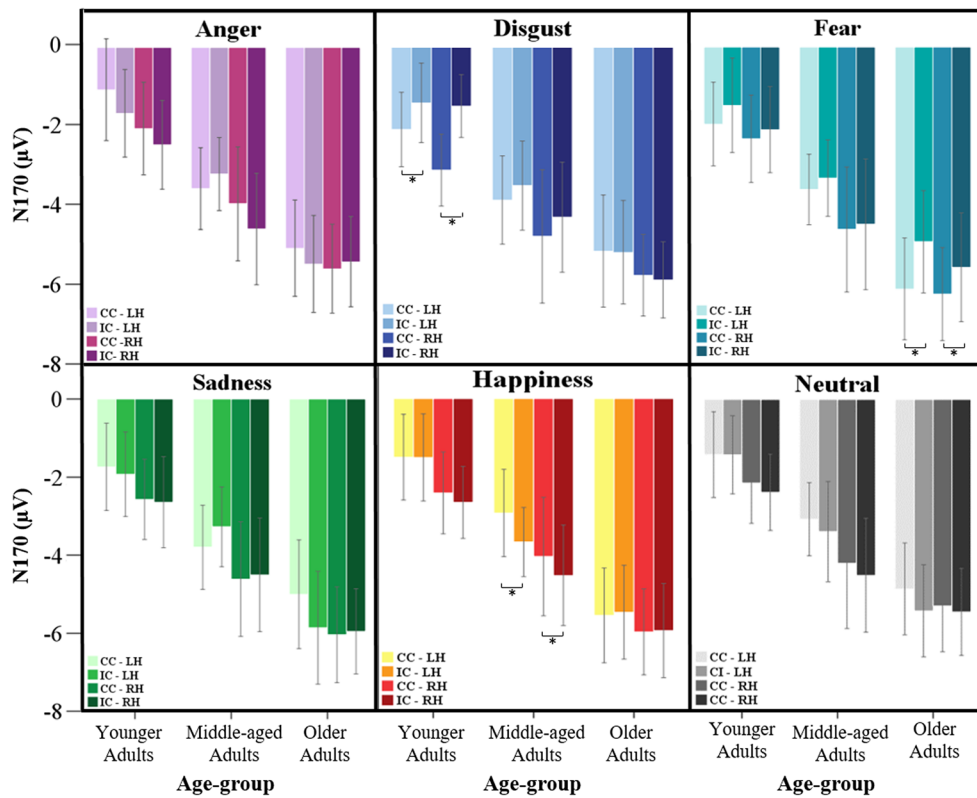 Anger
Disgust
Fear
0
-2
-4
-6
-8
N170 (μV)
CC - LH
IC - LH
CC -RH
IC- RH
*
*
CC - LH
IC - LH
CC - RH
IC - RH
*
*
CC - LH
IC - LH
CC - RH
IC - RH
Sadness
Happiness
Neutral
0
-2
-4
-6
-8
N170 (μV)
CC - LH
IC - LH
CC - RH
IC - RH
*
*
CC - LH
IC - LH
CC - RH
IC - RH
CC - LH
CI - LH
CC - RH
CC - RH
Younger Adults
Middle-aged Adults
Older Adults
Younger Adults
Middle-aged Adults
Older Adults
Younger Adults
Middle-aged Adults
Older Adults
Age-group
Age-group
Age-group